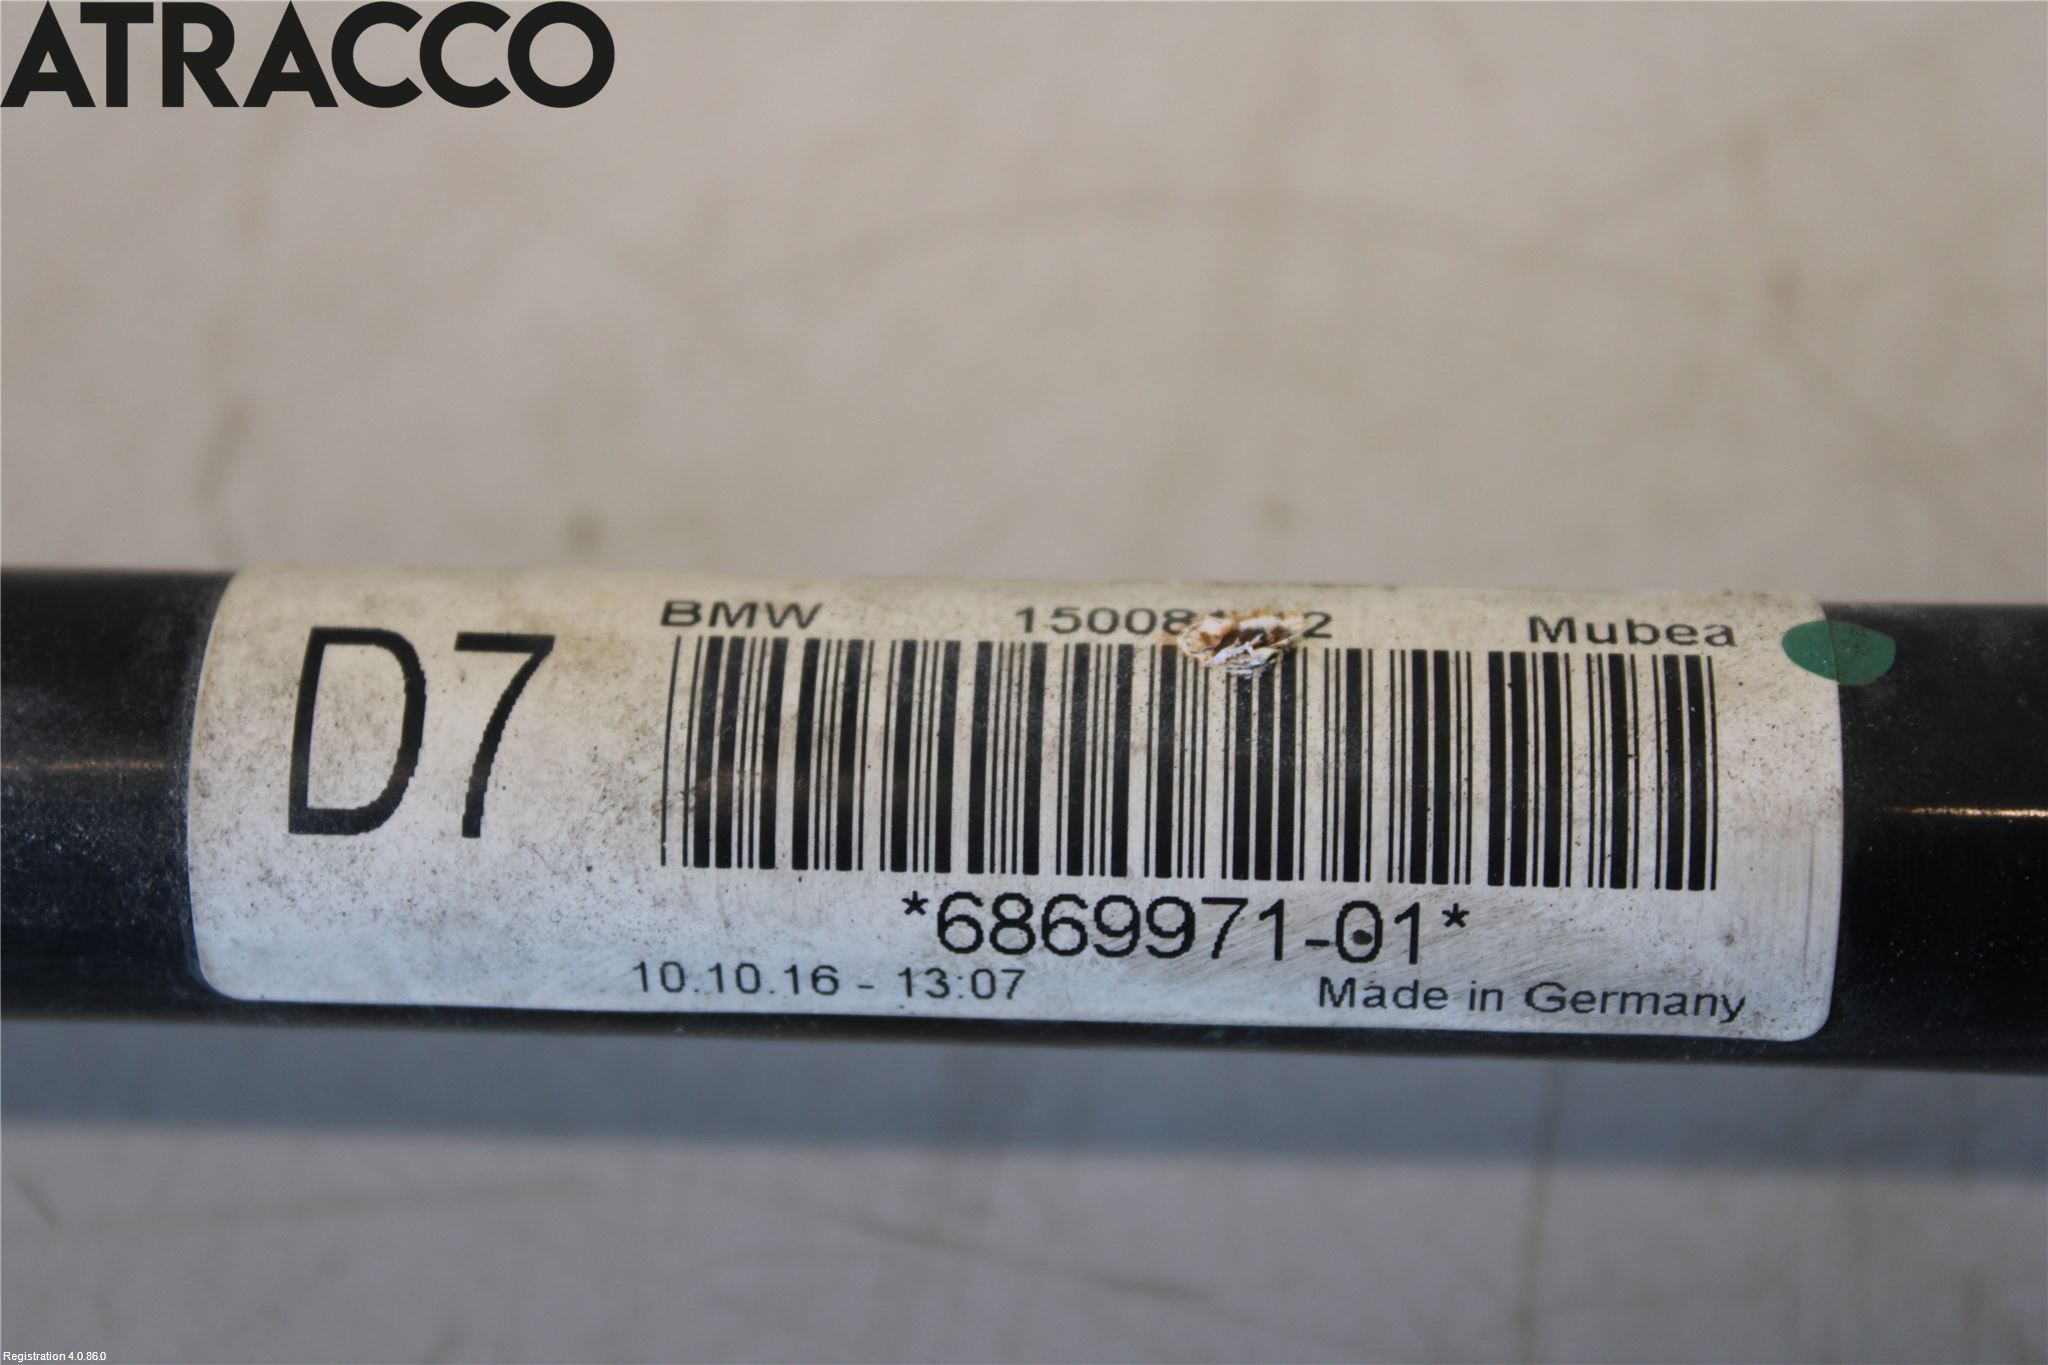 ATRACCO
D7
BMW Mubea
*6869971-01*
10.10.16 - 13:07 Made in Germany
Registration 4.0.86.0